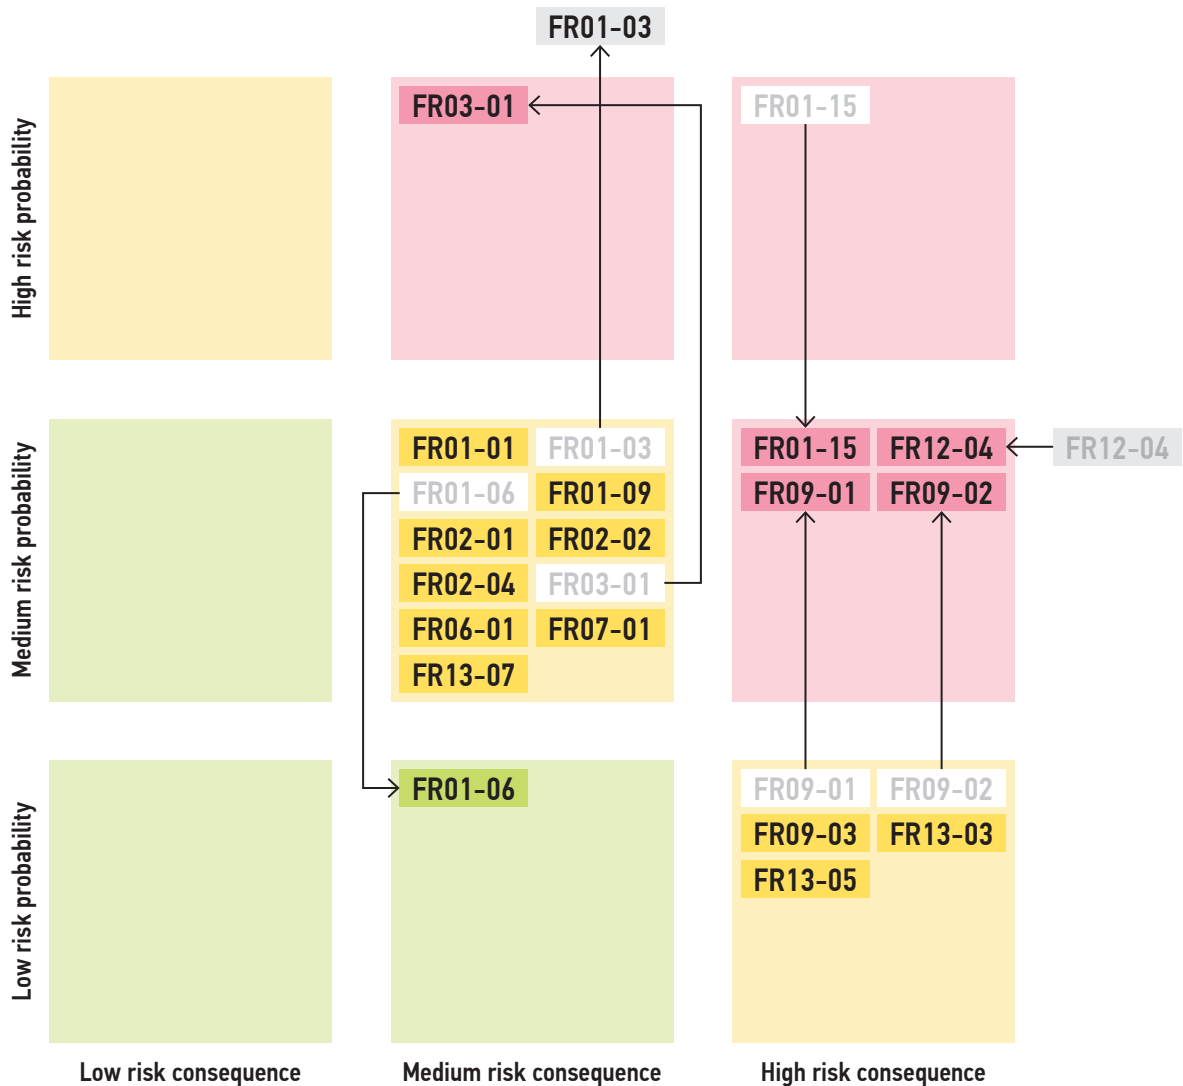 FR01-03
High risk probability
FR03-01
FR01-15
Medium risk probability
FR01-01 FR01-03
FR01-06 FR01-09
FR02-01 FR02-02
FR02-04 FR03-01
FR06-01 FR07-01
FR13-07
FR01-15 FR12-04 FR12-04
FR09-01 FR09-02
Low risk probability
FR01-06
FR09-01 FR09-02
FR09-03 FR13-03
FR13-05
Low risk consequence
Medium risk consequence
High risk consequence